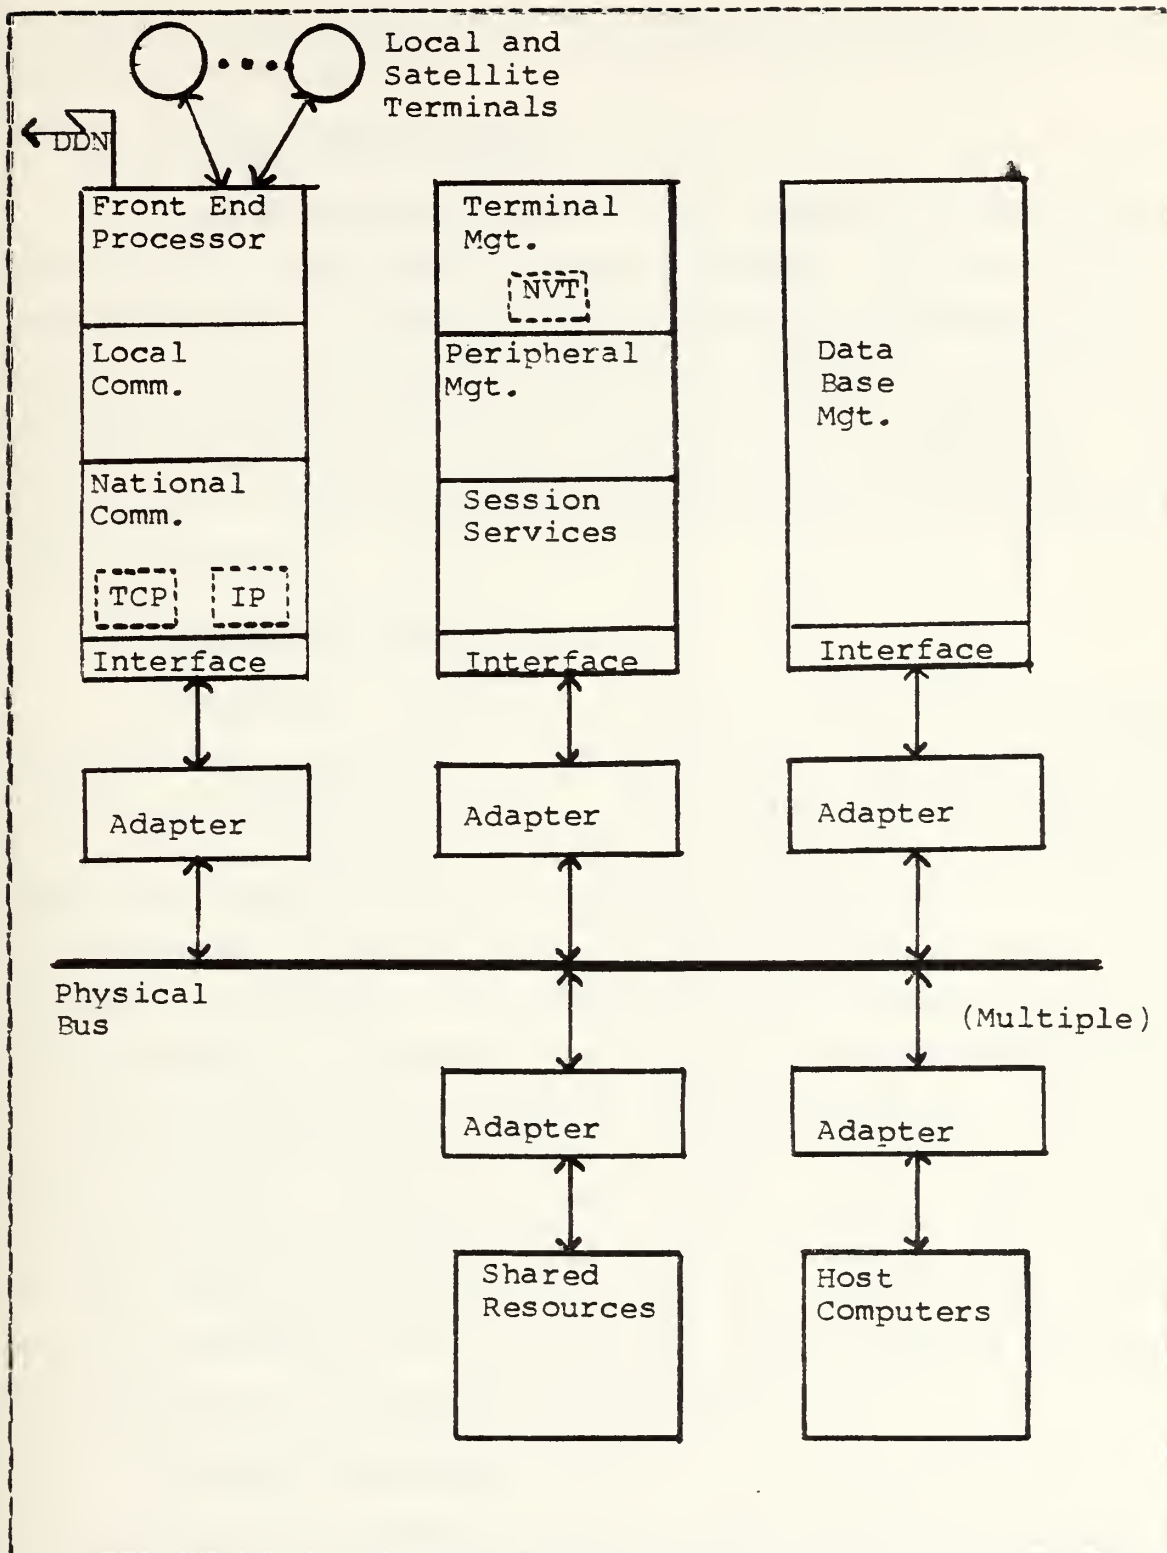 Local and
Satellite
Terminals
DDN
Front End
Processor
Local
Comm.
National
Comm.
TCP
IP
Interface
Terminal
Mgt.
NVT
Peripheral
Mgt.
Session
Services
Interface
Data
Base
Mgt.
Interface
Adapter
Adapter
Adapter
Physical
Bus
(Multiple)
Adapter
Adapter
Shared
Resources
Host
Computers